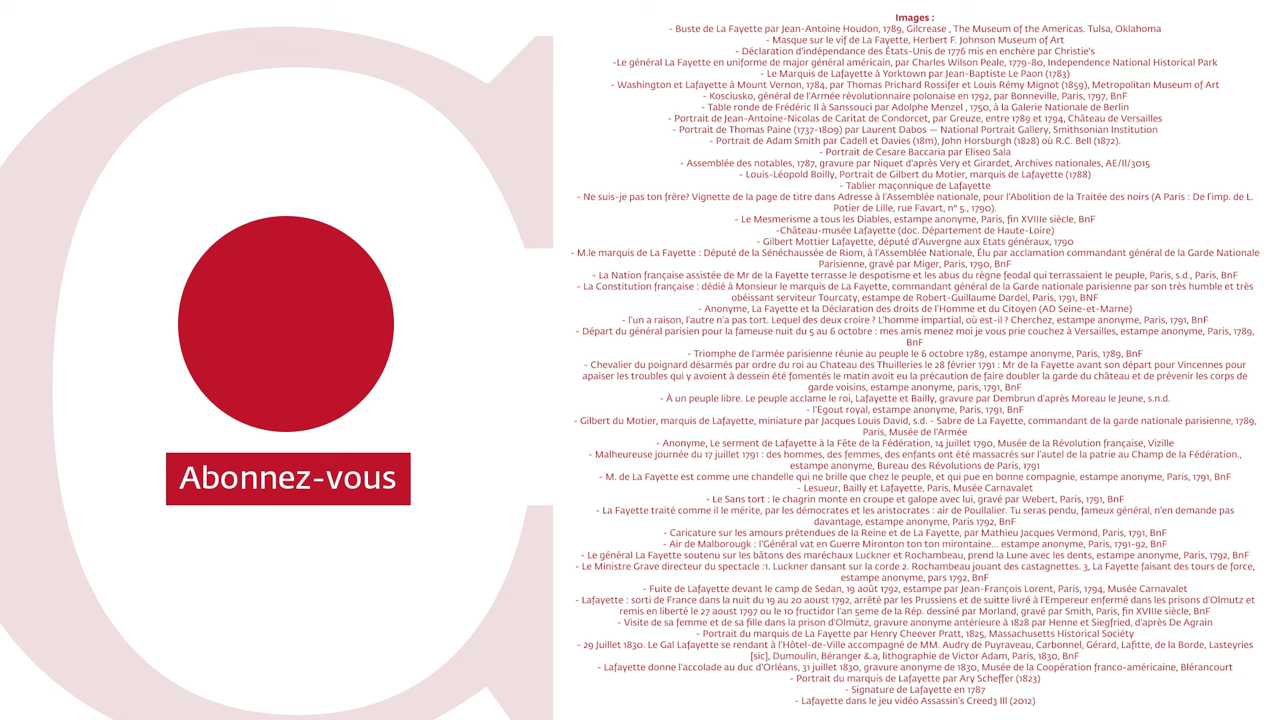 Abonnez-vous
Images :
- Buste de La Fayette par Jean-Antoine Houdon, 1789, Gilcrease , The Museum of the Americas. Tulsa, Oklahoma
- Masque sur le vif de La Fayette, Herbert F. Johnson Museum of Art
- Déclaration d'indépendance des États-Unis de 1776 mis en enchère par Christie's
-Le général La Fayette en uniforme de major général américain, par Charles Wilson Peale, 1779-80, Independence National Historical Park
- Le Marquis de Lafayette à Yorktown par Jean-Baptiste Le Paon (1783)
- Washington et Lafayette à Mount Vernon, 1784, par Thomas Prichard Rossifer et Louis Rémy Mignot (1859), Metropolitan Museum of Art
- Kosciusko, général de l'Armée révolutionnaire polonaise en 1792, par Bonneville, Paris, 1797, BnF
- Table ronde de Frédéric II à Sanssouci par Adolphe Menzel , 1750, à la Galerie Nationale de Berlin
- Portrait de Jean-Antoine-Nicolas de Caritat de Condorcet, par Greuze, entre 1789 et 1794, Château de Versailles
- Portrait de Thomas Paine (1737-1809) par Laurent Dabos — National Portrait Gallery, Smithsonian Institution
- Portrait de Adam Smith par Cadell et Davies (18m), John Horsburgh (1828) où R.C. Bell (1872).
- Portrait de Cesare Baccaria par Eliseo Sala
- Assemblée des notables, 1787, gravure par Niquet d'après Very et Girardet, Archives nationales, AE/II/3015
- Louis-Léopold Boilly, Portrait de Gilbert du Motier, marquis de Lafayette (1788)
- Tablier maçonnique de Lafayette
- Ne suis-je pas ton frère? Vignette de la page de titre dans Adresse à l'Assemblée nationale, pour l'Abolition de la Traitée des noirs (A Paris : De l'imp. de L.
Potier de Lille, rue Favart, n° 5., 1790).
- Le Mesmerisme a tous les Diables, estampe anonyme, Paris, fin XVIIIe siècle, BnF
-Château-musée Lafayette (doc. Département de Haute-Loire)
- Gilbert Mottier Lafayette, député d'Auvergne aux Etats généraux, 1790
- M.le marquis de La Fayette : Député de la Sénéchaussée de Riom, à l'Assemblée Nationale, Élu par acclamation commandant général de la Garde Nationale
Parisienne, gravé par Miger, Paris, 1790, BnF
- La Nation française assistée de Mr de la Fayette terrasse le despotisme et les abus du règne feodal qui terrassaient le peuple, Paris, s.d., Paris, BnF
- La Constitution française : dédié à Monsieur le marquis de La Fayette, commandant général de la Garde nationale parisienne par son très humble et très
obéissant serviteur Tourcaty, estampe de Robert-Guillaume Dardel, Paris, 1791, BNF
- Anonyme, La Fayette et la Déclaration des droits de l'Homme et du Citoyen (AD Seine-et-Marne)
- l'un a raison, l'autre n'a pas tort. Lequel des deux croire ? L'homme impartial, où est-il ? Cherchez, estampe anonyme, Paris, 1791, BnF
- Départ du général parisien pour la fameuse nuit du 5 au 6 octobre : mes amis menez moi je vous prie couchez à Versailles, estampe anonyme, Paris, 1789,
BnF
- Triomphe de l'armée parisienne réunie au peuple le 6 octobre 1789, estampe anonyme, Paris, 1789, BnF
- Chevalier du poignard désarmés par ordre du roi au Chateau des Thuilleries le 28 février 1791 : Mr de la Fayette avant son départ pour Vincennes pour
apaiser les troubles qui y avoient à dessein été fomentés le matin avoit eu la précaution de faire doubler la garde du château et de prévenir les corps de
garde voisins, estampe anonyme, paris, 1791, BnF
- À un peuple libre. Le peuple acclame le roi, Lafayette et Bailly, gravure par Dembrun d'après Moreau le Jeune, s.n.d.
- l'Egout royal, estampe anonyme, Paris, 1791, BnF
- Gilbert du Motier, marquis de Lafayette, miniature par Jacques Louis David, s.d. - Sabre de La Fayette, commandant de la garde nationale parisienne, 1789,
Paris, Musée de l'Armée
- Anonyme, Le serment de Lafayette à la Fête de la Fédération, 14 juillet 1790, Musée de la Révolution française, Vizille
- Malheureuse journée du 17 juillet 1791 : des hommes, des femmes, des enfants ont été massacrés sur l'autel de la patrie au Champ de la Fédération.,
estampe anonyme, Bureau des Révolutions de Paris, 1791
- M. de La Fayette est comme une chandelle qui ne brille que chez le peuple, et qui pue en bonne compagnie, estampe anonyme, Paris, 1791, BnF
- Lesueur, Bailly et Lafayette, Paris, Musée Carnavalet
- Le Sans tort : le chagrin monte en croupe et galope avec lui, gravé par Webert, Paris, 1791, BnF
- La Fayette traité comme il le mérite, par les démocrates et les aristocrates : air de Poullalier. Tu seras pendu, fameux général, n'en demande pas
davantage, estampe anonyme, Paris 1792, BnF
- Caricature sur les amours prétendues de la Reine et de La Fayette, par Mathieu Jacques Vermond, Paris, 1791, BnF
- Air de Malborougk : l'Général vat en Guerre Mironton ton ton mirontaine... estampe anonyme, Paris, 1791-92, BnF
- Le général La Fayette soutenu sur les bâtons des maréchaux Luckner et Rochambeau, prend la Lune avec les dents, estampe anonyme, Paris, 1792, BnF
- Le Ministre Grave directeur du spectacle :1. Luckner dansant sur la corde 2. Rochambeau jouant des castagnettes. 3, La Fayette faisant des tours de force,
estampe anonyme, pars 1792, BnF
- Fuite de Lafayette devant le camp de Sedan, 19 août 1792, estampe par Jean-François Lorent, Paris, 1794, Musée Carnavalet
- Lafayette : sorti de France dans la nuit du 19 au 20 aoust 1792, arrêté par les Prussiens et de suitte livré à l'Empereur enfermé dans les prisons d'Olmutz et
remis en liberté le 27 aoust 1797 ou le 10 fructidor l'an 5eme de la Rép. dessiné par Morland, gravé par Smith, Paris, fin XVIIIe siècle, BnF
- Visite de sa femme et de sa fille dans la prison d'Olmütz, gravure anonyme antérieure à 1828 par Henne et Siegfried, d'après De Agrain
- Portrait du marquis de La Fayette par Henry Cheever Pratt, 1825, Massachusetts Historical Society
- 29 Juillet 1830. Le Gal Lafayette se rendant à l'Hôtel-de-Ville accompagné de MM. Audry de Puyraveau, Carbonnel, Gérard, Lafitte, de la Borde, Lasteyries
[sic], Dumoulin, Béranger &.a, lithographie de Victor Adam, Paris, 1830, BnF
- Lafayette donne l'accolade au duc d'Orléans, 31 juillet 1830, gravure anonyme de 1830, Musée de la Coopération franco-américaine, Blérancourt
- Portrait du marquis de Lafayette par Ary Scheffer (1823)
- Signature de Lafayette en 1787
- Lafayette dans le jeu vidéo Assassin's Creed3 III (2012)